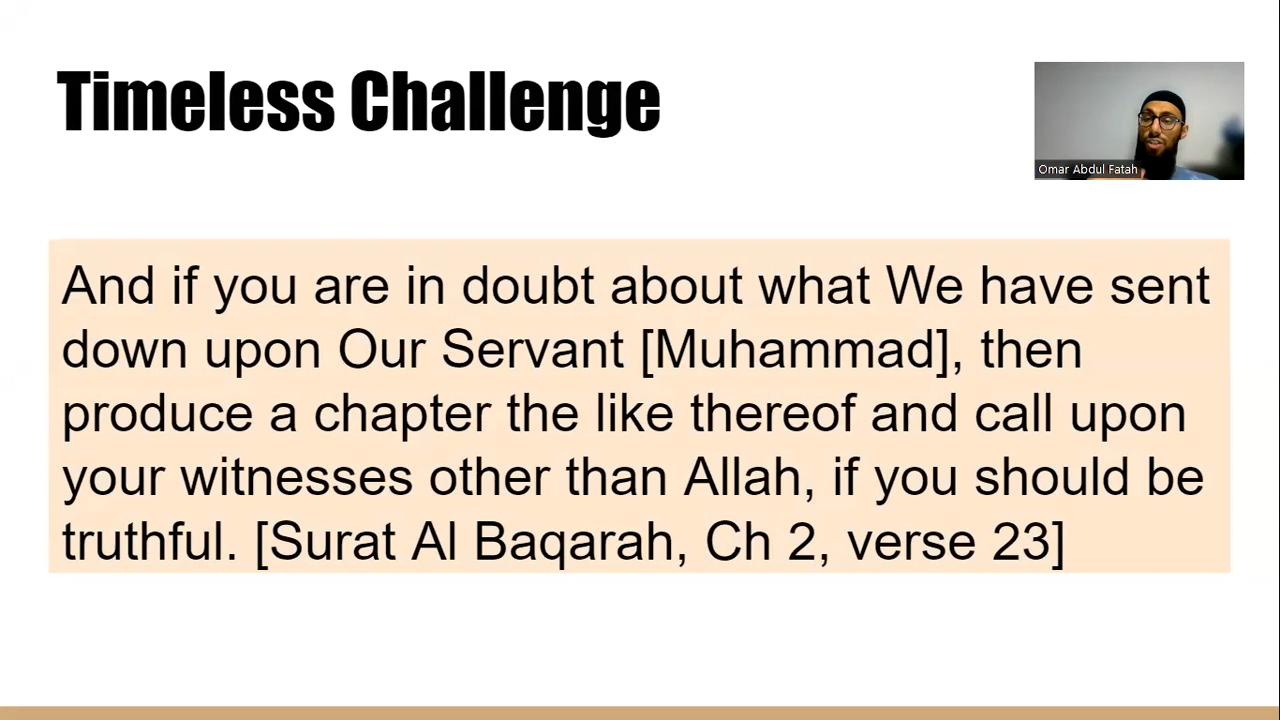 Timeless Challenge
Omar Abdul Fatah
And if you are in doubt about what We have sent
down upon Our Servant [Muhammad], then
produce a chapter the like thereof and call upon
your witnesses other than Allah, if you should be
truthful. [Surat Al Baqarah, Ch 2, verse 23]